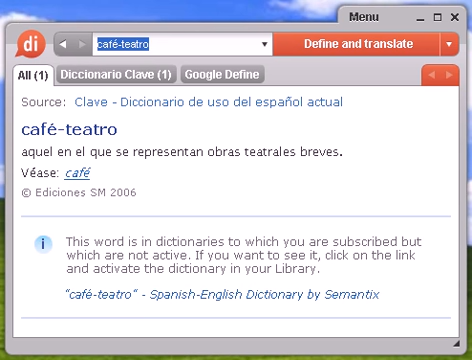 Menu
di
café-teatro
Define and translate
All (1)
Diccionario Clave (1)
Google Define
Source: Clave - Diccionario de uso del español actual
café-teatro
aquel en el que se representan obras teatrales breves.
Véase: café
© Ediciones SM 2006
i
This word is in dictionaries to which you are subscribed but
which are not active. If you want to see it, click on the link
and activate the dictionary in your Library.
"café-teatro" - Spanish-English Dictionary by Semantix